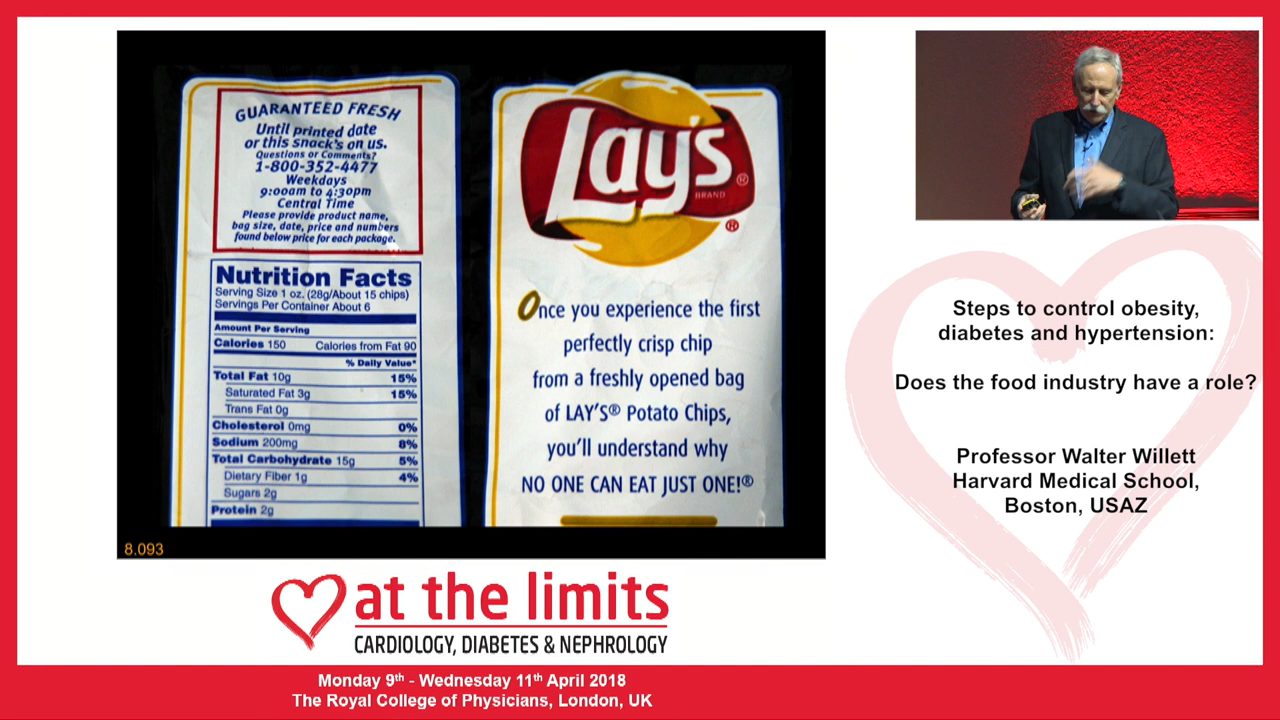 GUARANTEED FRESH
Until printed date
or this snack's on us.
Questions or Comments?
1-800-352-4477
Weekdays
9:00am to 4:30pm
Central Time
Please provide product name,
bag size, date, price and numbers
found below price for each package.
Nutrition Facts
Serving Size 1 oz. (28g/About 15 chips)
Servings Per Container About 6
Amount Per Serving
Calories 150 Calories from Fat 90
% Daily Value*
Total Fat 10g 15%
Saturated Fat 3g 15%
Trans Fat 0g
Cholesterol 0mg 0%
Sodium 200mg 8%
Total Carbohydrate 15g 5%
Dietary Fiber 1g 4%
Sugars 2g
Protein 2g
Lay's®
BRAND
®
Once you experience the first
perfectly crisp chip
from a freshly opened bag
of LAY'S® Potato Chips,
you'll understand why
NO ONE CAN EAT JUST ONE!®
8.093
Steps to control obesity,
diabetes and hypertension:
Does the food industry have a role?
Professor Walter Willett
Harvard Medical School,
Boston, USAZ
at the limits
CARDIOLOGY, DIABETES & NEPHROLOGY
Monday 9th - Wednesday 11th April 2018
The Royal College of Physicians, London, UK